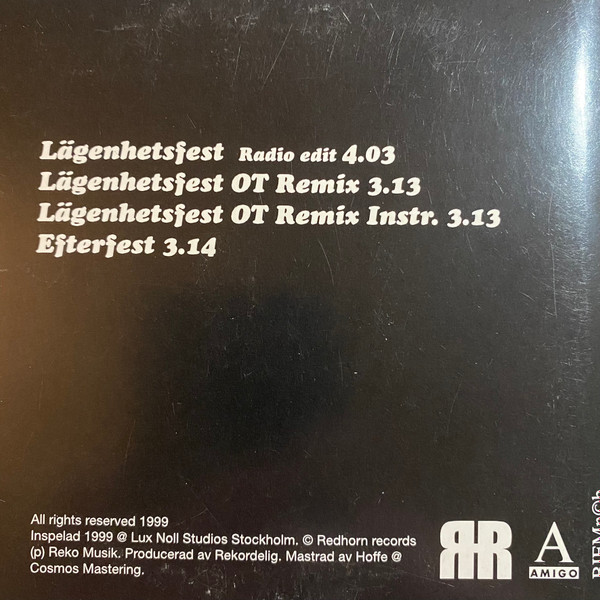 Lägenhetsfest Radio edit 4.03
Lägenhetsfest OT Remix 3.13
Lägenhetsfest OT Remix Instr. 3.13
Efterfest 3.14
All rights reserved 1999
Inspelad 1999 @ Lux Noll Studios Stockholm. © Redhorn records
(p) Reko Musik. Producerad av Rekordelig. Mastrad av Hoffe @
Cosmos Mastering.
RR
A
AMIGO